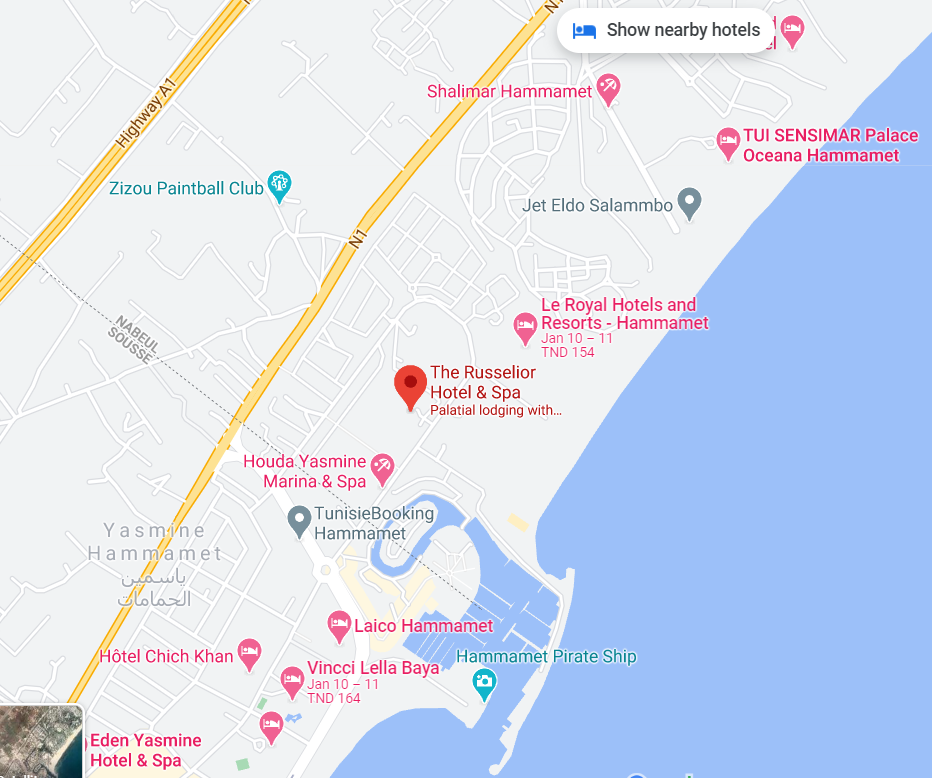 Show nearby hotels
N.1
Shalimar Hammamet
Highway A1
TUI SENSIMAR Palace
Oceana Hammamet
Zizou Paintball Club
Jet Eldo Salammbo
N1
Le Royal Hotels and
Resorts - Hammamet
Jan 10 – 11
TND 154
NABEUL
SOUSSE
The Russelior
Hotel & Spa
Palatial lodging with...
Houda Yasmine
Marina & Spa
TunisieBooking
Hammamet
Yasmine
Hammamet
ياسمين
الحمامات
Laico Hammamet
Hôtel Chich Khan
Hammamet Pirate Ship
Vincci Lella Baya
Jan 10 – 11
TND 164
Eden Yasmine
Hotel & Spa